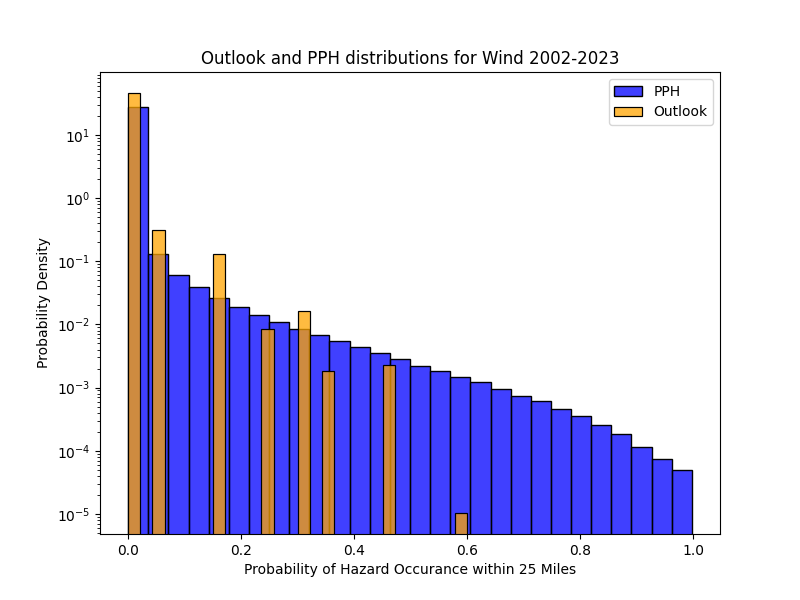 Outlook and PPH distributions for Wind 2002-2023
PPH
Outlook
Probability Density
10¹
10⁰
10⁻¹
10⁻²
10⁻³
10⁻⁴
10⁻⁵
0.0 0.2 0.4 0.6 0.8 1.0
Probability of Hazard Occurance within 25 Miles